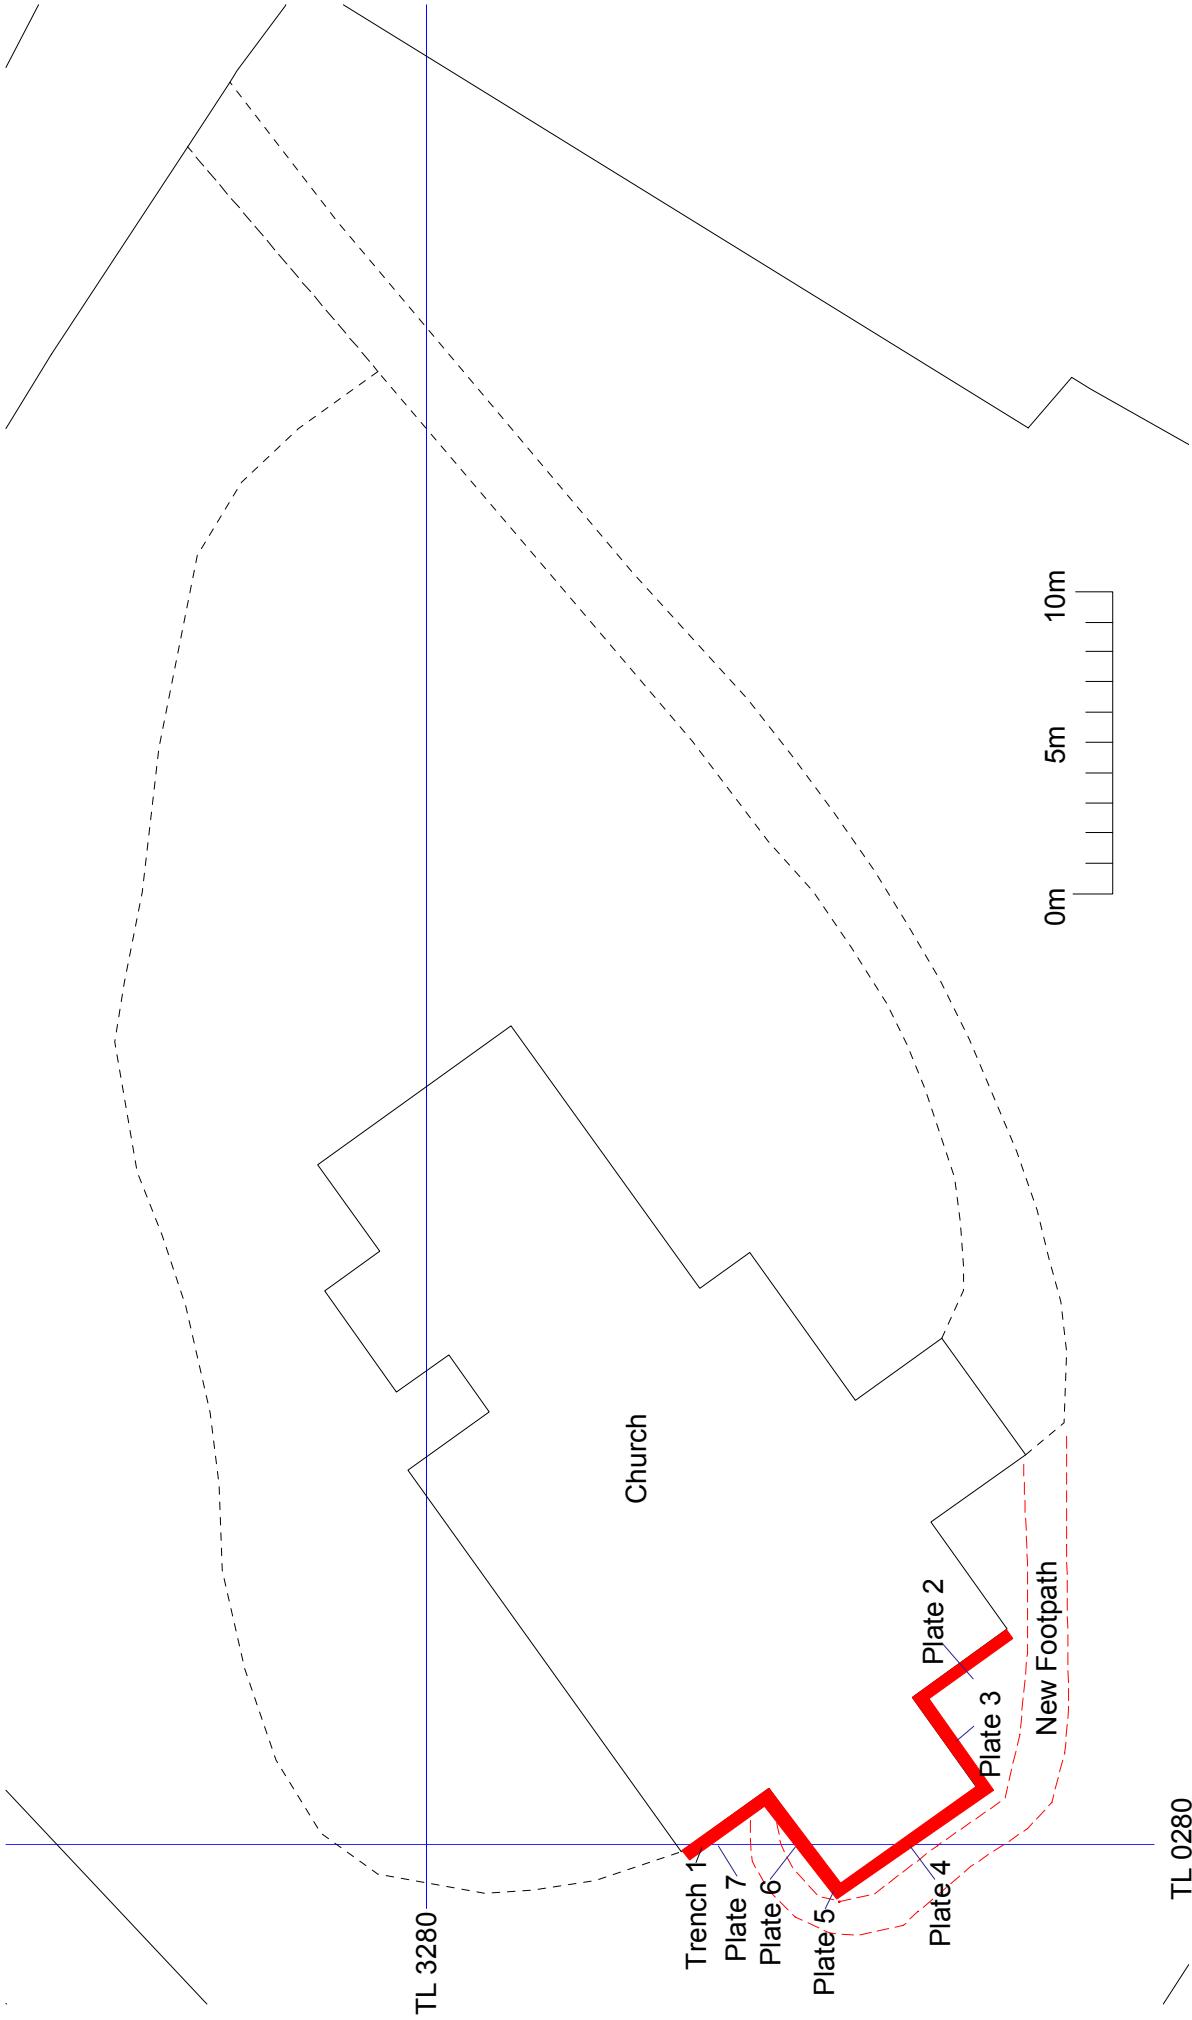 TL 3280
Church
Trench 1
Plate 7
Plate 6
Plate 5
Plate 4
Plate 3
Plate 2
New Footpath
0m
5m
10m
TL 0280